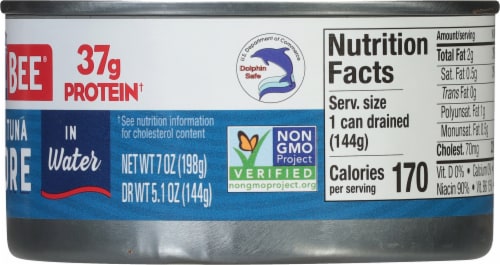 BEE
37g
PROTEIN†
†See nutrition information
for cholesterol content
TUNA
IN
Water
NET WT 7 OZ (198g)
DR WT 5.1 OZ (144g)
U.S. Department of Commerce
Dolphin
Safe
NON
GMO
Project
VERIFIED
nongmoproject.org
Nutrition
Facts
Serv. size
1 can drained
(144g)
Calories
per serving
170
Amount/serving
Total Fat 2g
Sat. Fat 0.5g
Trans Fat 0g
Polyunsat. Fat 1g
Monunsat. Fat 0.5g
Cholest. 70mg
Vit. D 0% •
Niacin 90% •